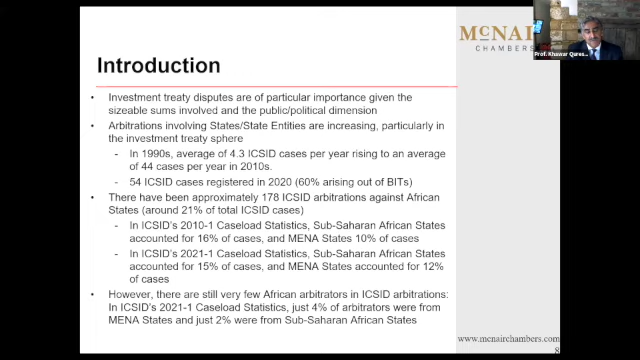 McNAIR
CHAMBERS
Prof. Khawar Qures...
Introduction
• Investment treaty disputes are of particular importance given the
sizeable sums involved and the public/political dimension
• Arbitrations involving States/State Entities are increasing, particularly in
the investment treaty sphere
- In 1990s, average of 4.3 ICSID cases per year rising to an average
of 44 cases per year in 2010s.
- 54 ICSID cases registered in 2020 (60% arising out of BITs)
• There have been approximately 178 ICSID arbitrations against African
States (around 21% of total ICSID cases)
- In ICSID's 2010-1 Caseload Statistics, Sub-Saharan African States
accounted for 16% of cases, and MENA States 10% of cases
- In ICSID's 2021-1 Caseload Statistics, Sub-Saharan African States
accounted for 15% of cases, and MENA States accounted for 12%
of cases
• However, there are still very few African arbitrators in ICSID arbitrations:
In ICSID's 2021-1 Caseload Statistics, just 4% of arbitrators were from
MENA States and just 2% were from Sub-Saharan African States
www.mcnairchambers.com
8